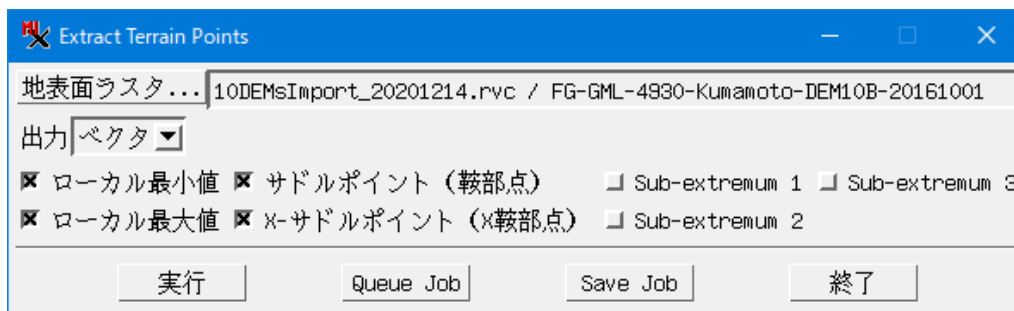 Extract Terrain Points
地表面ラスタ... 10DEMsImport_20201214.rvc / FG-GML-4930-Kumamoto-DEM10B-20161001
出力 ベクタ
ローカル最小値 サドルポイント（鞍部点） Sub-extremum 1 Sub-extremum 3
ローカル最大値 X-サドルポイント（X鞍部点） Sub-extremum 2
実行 Queue Job Save Job 終了